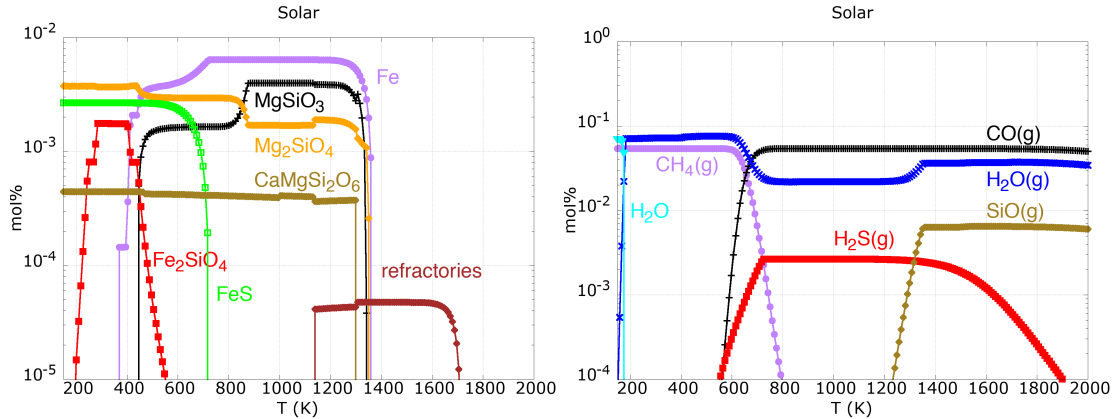 Solar
10⁻²
10⁻³
10⁻⁴
10⁻⁵
mol%
Fe
MgSiO₃
Mg₂SiO₄
CaMgSi₂O₆
Fe₂SiO₄
FeS
refractories
200 400 600 800 1000 1200 1400 1600 1800 2000
T (K)
Solar
10⁰
10⁻¹
10⁻²
10⁻³
10⁻⁴
mol%
CO(g)
CH₄(g)
H₂O(g)
H₂O
SiO(g)
H₂S(g)
200 400 600 800 1000 1200 1400 1600 1800 2000
T (K)